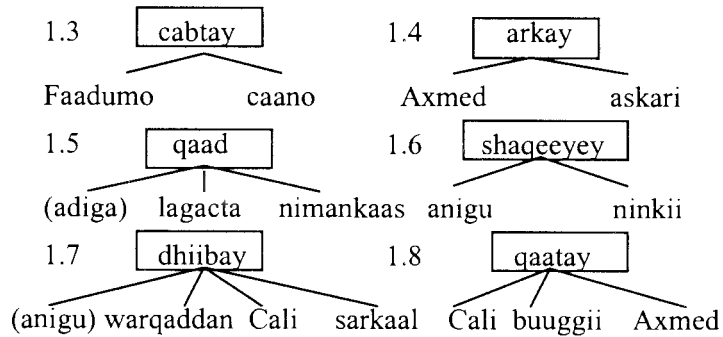 1.3 cabtay 1.4 arkay
Faadumo caano Axmed askari
1.5 qaad 1.6 shaqeeyey
(adiga) lagacta nimankaas anigu ninkii
1.7 dhiibay 1.8 qaatay
(anigu) warqaddan Cali sarkaal Cali buuggii Axmed